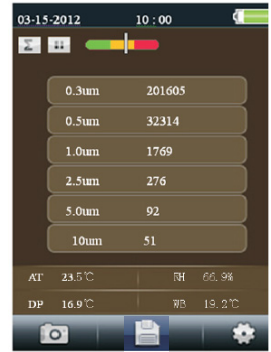 03-15-2012 10:00
Σ
0.3um 201605
0.5um 32314
1.0um 1769
2.5um 276
5.0um 92
10um 51
AT 23.5℃ RH 66.9%
DP 16.9℃ WB 19.2℃